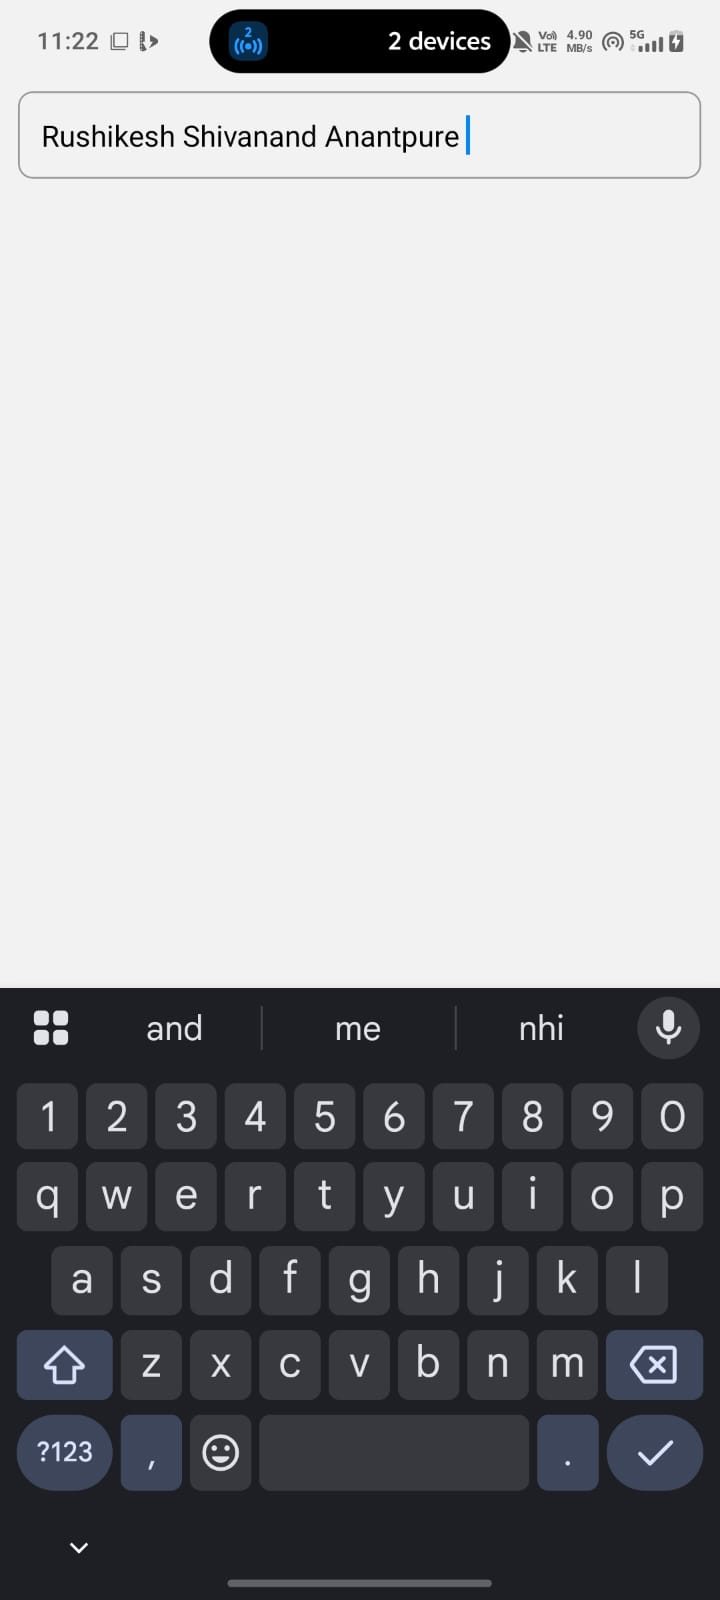 11:22
2
2 devices
Vo) 4.90 5G
LTE MB/s
Rushikesh Shivanand Anantpure
and me nhi
1 2 3 4 5 6 7 8 9 0
q w e r t y u i o p
a s d f g h j k l
z x c v b n m
?123 , .